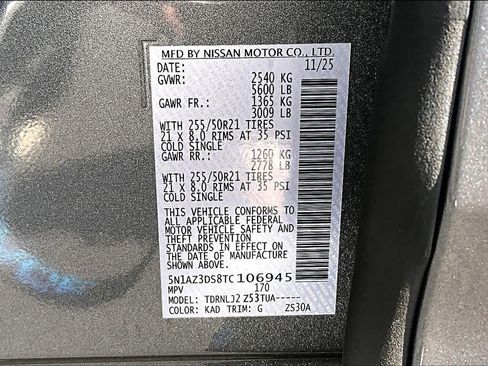 MFD BY NISSAN MOTOR CO., LTD.
DATE: 11/25
GVWR: 2540 KG
5600 LB
GAWR FR.: 1365 KG
3009 LB
WITH 255/50R21 TIRES
21 X 8.0 RIMS AT 35 PSI
COLD SINGLE
GAWR RR.: 1260 KG
2778 LB
WITH 255/50R21 TIRES
21 X 8.0 RIMS AT 35 PSI
COLD SINGLE
THIS VEHICLE CONFORMS TO
ALL APPLICABLE FEDERAL
MOTOR VEHICLE SAFETY AND
THEFT PREVENTION
STANDARDS IN EFFECT ON
THE DATE OF MANUFACTURE
SHOWN ABOVE.
5N1AZ3DS8TC106945
MPV 170
MODEL: TDRNLJ2 Z53TUA-----
COLOR: KAD TRIM: G ZS30A